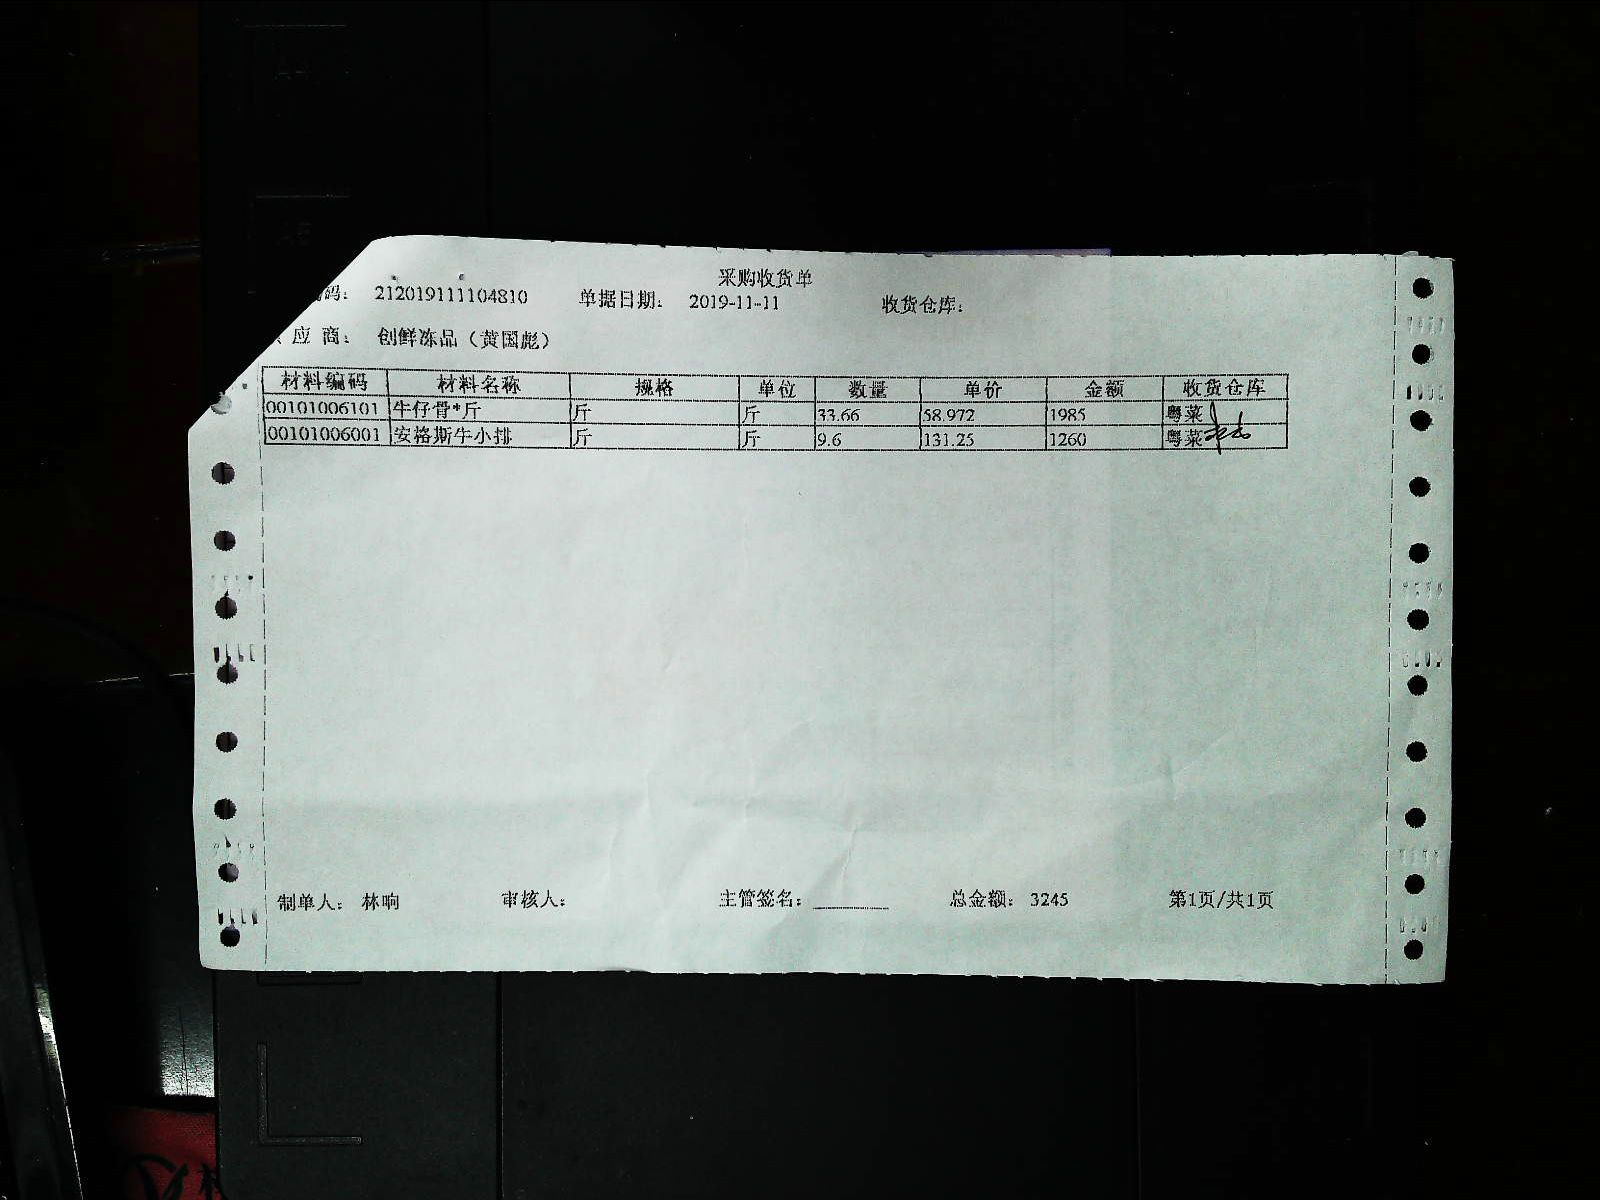 采购收货单
码： 212019111104810 单据日期： 2019-11-11 收货仓库：
应 商： 创鲜冻品（黄国彪）
材料编码 材料名称 规格 单位 数量 单价 金额 收货仓库
00101006101 牛仔骨*斤 斤 斤 33.66 58.972 1985 粤菜
00101006001 安格斯牛小排 斤 斤 9.6 131.25 1260 粤菜
制单人： 林晌 审核人： 主管签名： 总金额： 3245 第1页/共1页